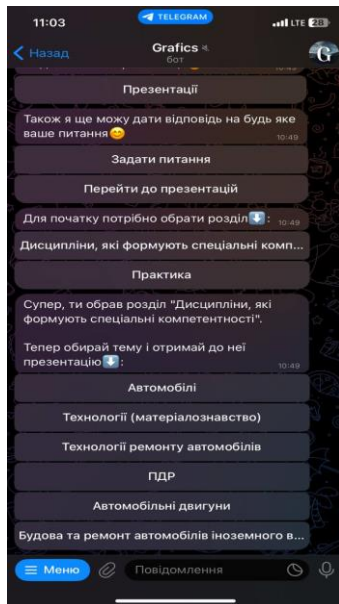 11:03
TELEGRAM
LTE 28
Назад
Grafics
бот
G
Презентації
Також я ще можу дати відповідь на будь яке
ваше питання😊
10:49
Задати питання
Перейти до презентацій
Для початку потрібно обрати розділ⬇️:
10:49
Дисципліни, які формують спеціальні комп...
Практика
Супер, ти обрав розділ "Дисципліни, які
формують спеціальні компетентності".
Тепер обирай тему і отримай до неї
презентацію⬇️:
10:49
Автомобілі
Технології (матеріалознавство)
Технології ремонту автомобілів
ПДР
Автомобільні двигуни
Будова та ремонт автомобілів іноземного в...
Меню
Повідомлення